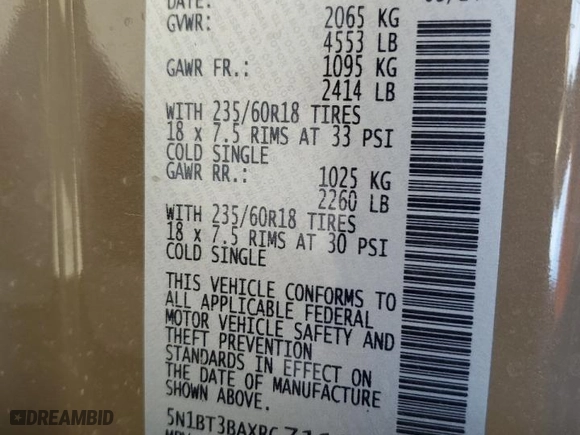 DATE:
GVWR: 2065 KG
4553 LB
GAWR FR.: 1095 KG
2414 LB
WITH 235/60R18 TIRES
18 x 7.5 RIMS AT 33 PSI
COLD SINGLE
GAWR RR.: 1025 KG
2260 LB
WITH 235/60R18 TIRES
18 x 7.5 RIMS AT 30 PSI
COLD SINGLE
THIS VEHICLE CONFORMS TO
ALL APPLICABLE FEDERAL
MOTOR VEHICLE SAFETY AND
THEFT PREVENTION
STANDARDS IN EFFECT ON
THE DATE OF MANUFACTURE
SHOWN ABOVE.
DREAMBID